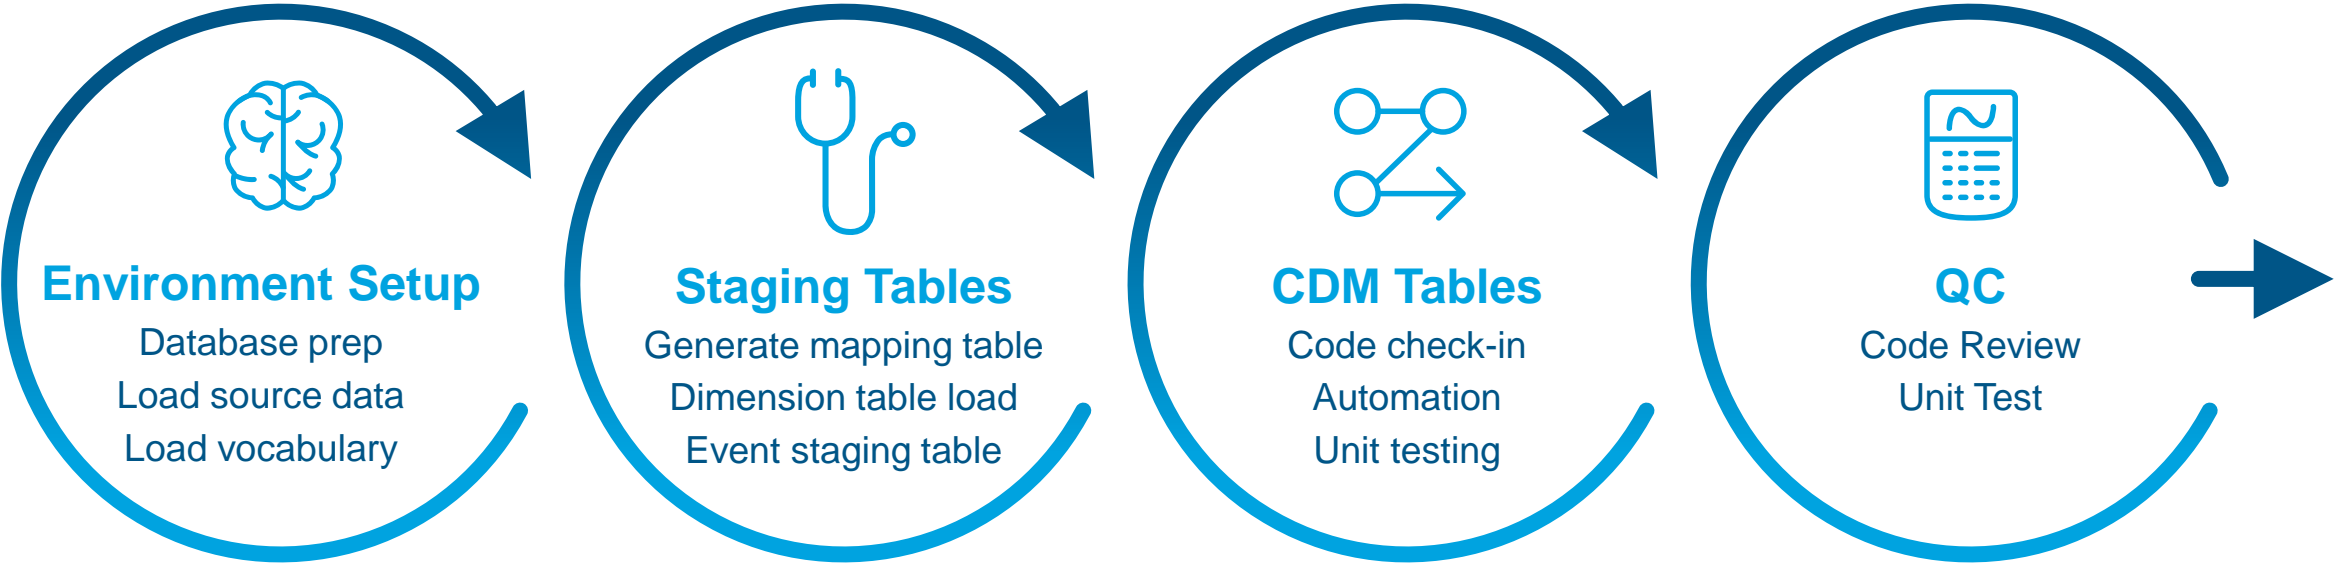 Environment Setup
Database prep
Load source data
Load vocabulary
Staging Tables
Generate mapping table
Dimension table load
Event staging table
CDM Tables
Code check-in
Automation
Unit testing
QC
Code Review
Unit Test